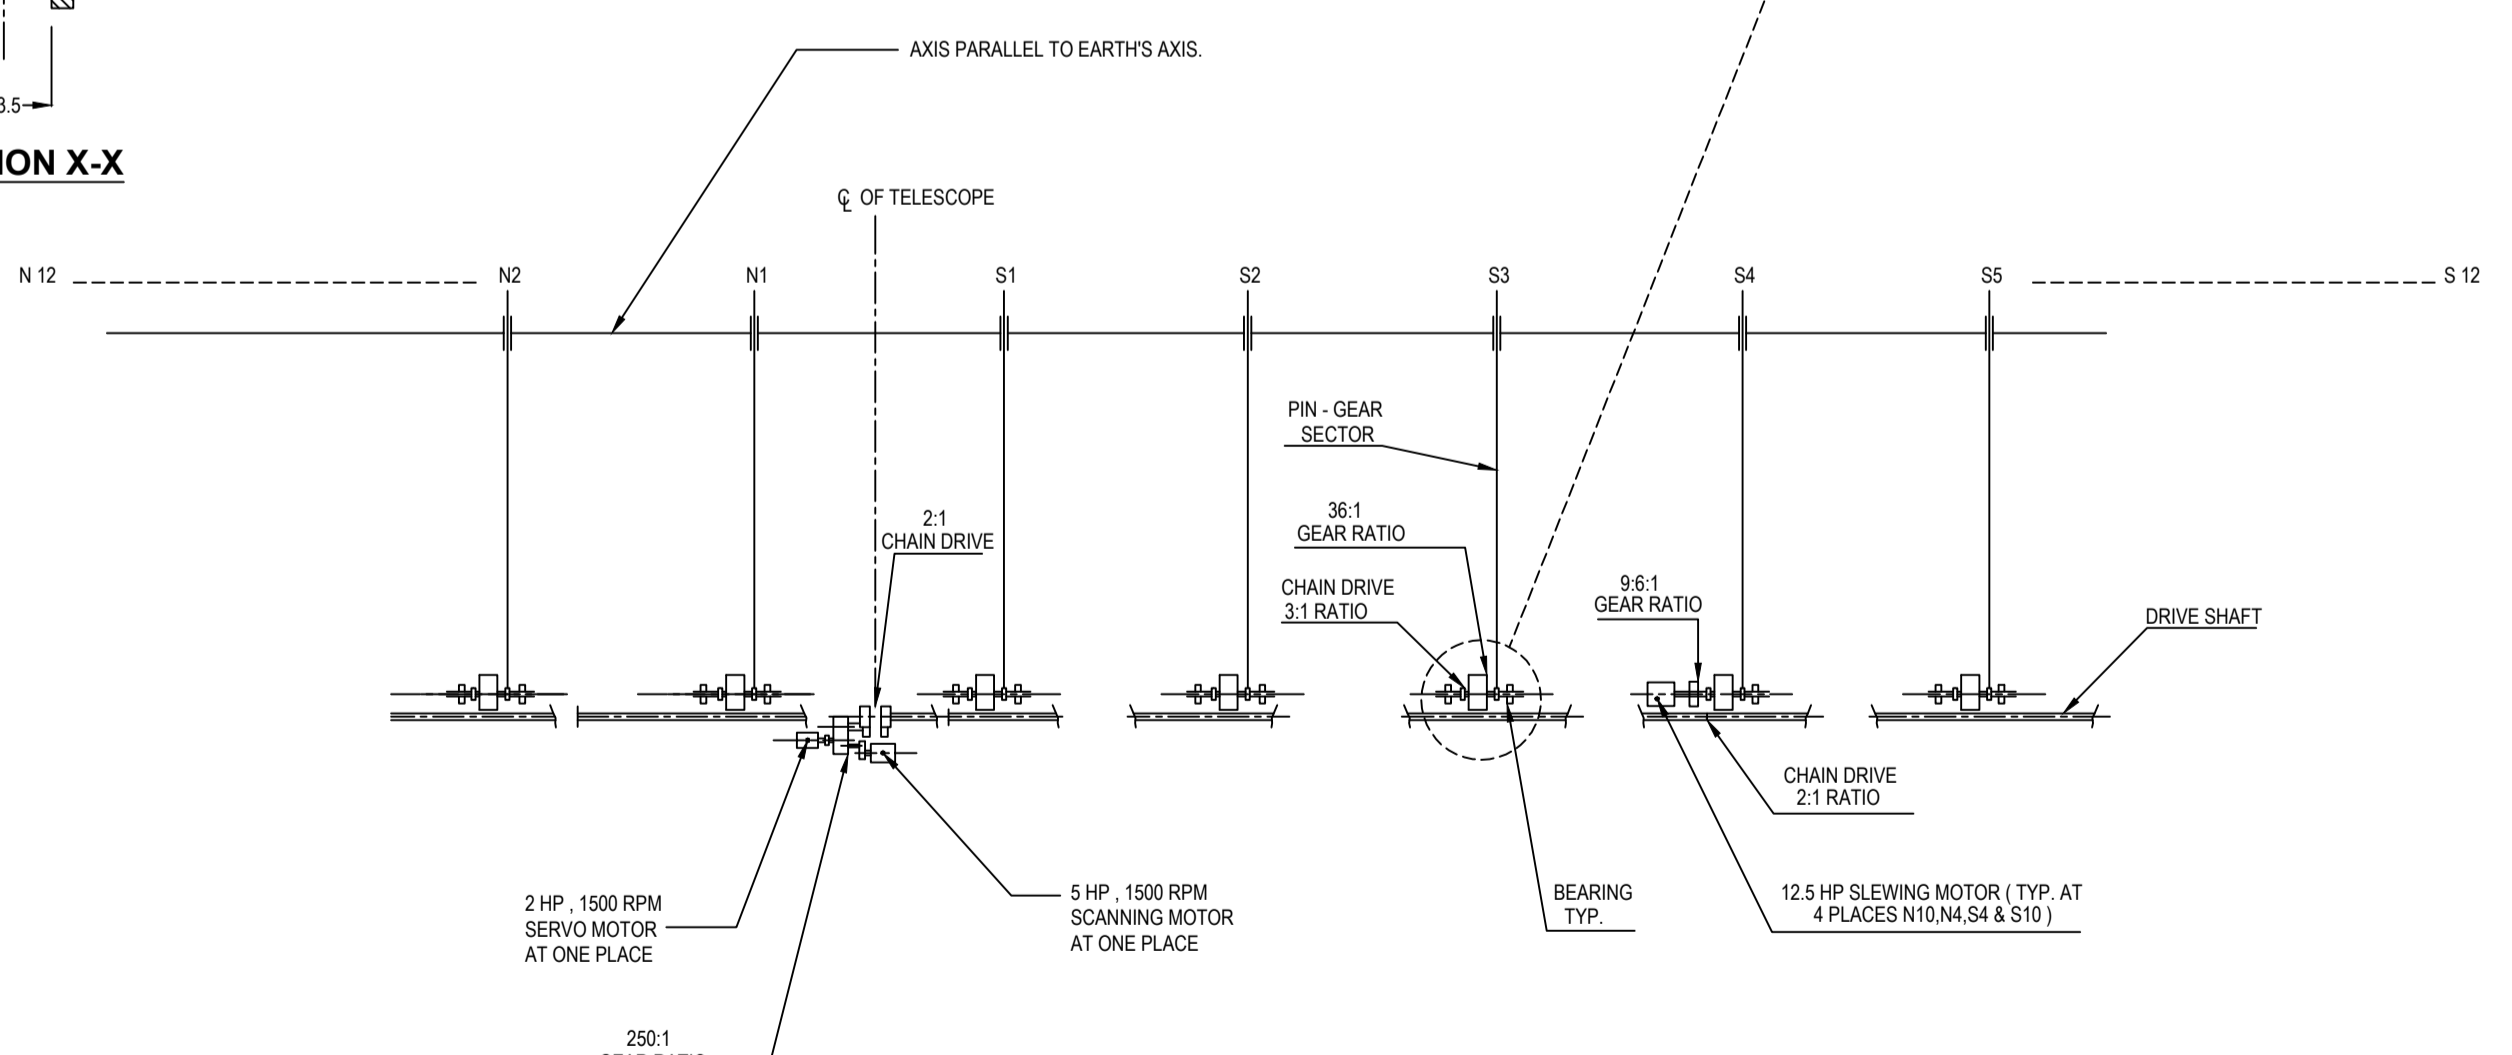 AXIS PARALLEL TO EARTH'S AXIS.
3.5
ION X-X
℄ OF TELESCOPE
N 12
N2
N1
S1
S2
S3
S4
S5
S 12
PIN - GEAR
SECTOR
2:1
CHAIN DRIVE
36:1
GEAR RATIO
CHAIN DRIVE
3:1 RATIO
9:6:1
GEAR RATIO
DRIVE SHAFT
CHAIN DRIVE
2:1 RATIO
2 HP , 1500 RPM
SERVO MOTOR
AT ONE PLACE
5 HP , 1500 RPM
SCANNING MOTOR
AT ONE PLACE
BEARING
TYP.
12.5 HP SLEWING MOTOR ( TYP. AT
4 PLACES N10,N4,S4 & S10 )
250:1
GEAR RATIO